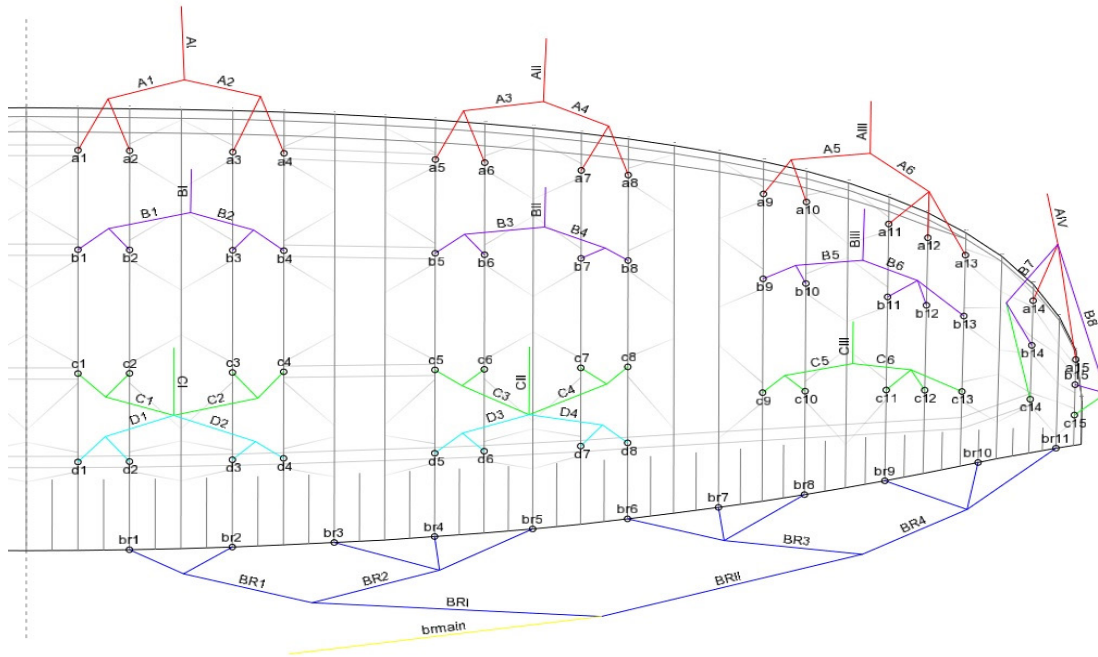 AI
AII
A1 A2
A3 A4
AIII
a1 a2 a3 a4
a5 a6 a7 a8
A5 A6
BI
BII
a9 a10
a11 a12 a13
AIV
B1 B2
B3 B4
BIII
b1 b2 b3 b4
b5 b6 b7 b8
B5 B6
B7
b9 b10
b11 b12 b13
a14
B8
b14
c1 c2 c3 c4
c5 c6 c7 c8
CI
CII
CIII
C5 C6
a15
b15
C1 C2
C3 C4
c9 c10 c11 c12 c13
c14
c15
D1 D2
D3 D4
d1 c2 d3 d4
d5 d6 d7 d8
br11
br10
br9
br8
br7
br6
br5
br4
br3
br1 br2
BR4
BR3
BR1
BR2
BRI
BRII
brmain